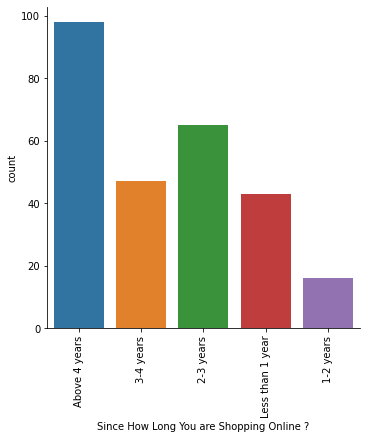 100
80
60
40
20
0
count
Above 4 years
3-4 years
2-3 years
Less than 1 year
1-2 years
Since How Long You are Shopping Online ?